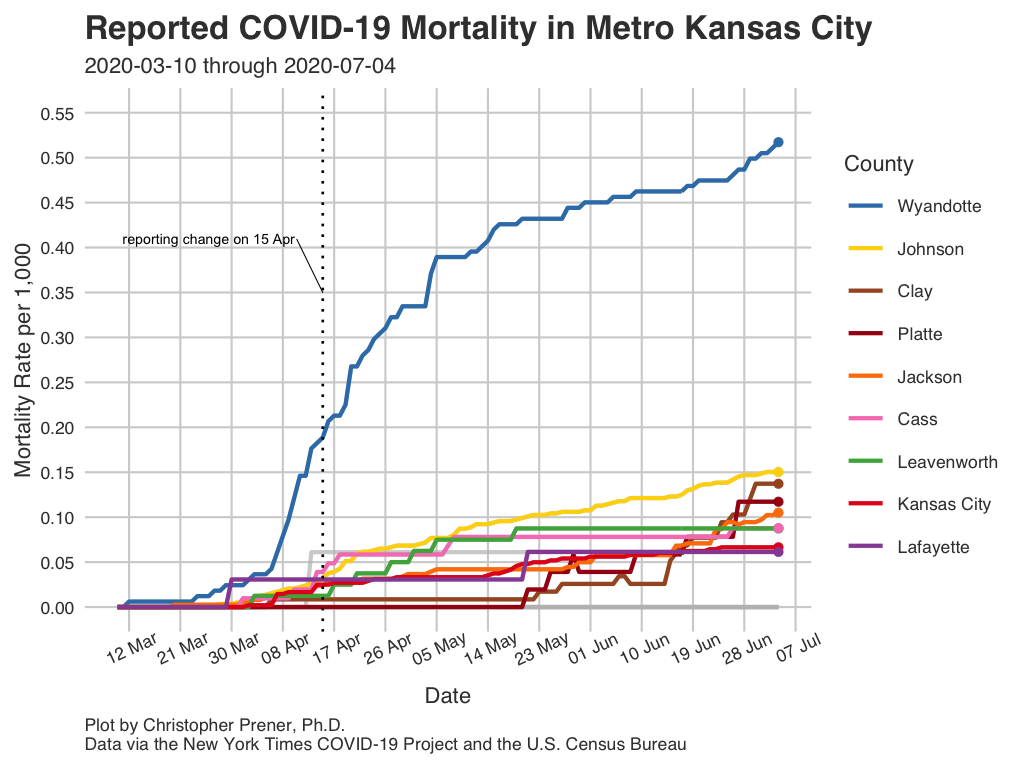 Reported COVID-19 Mortality in Metro Kansas City
2020-03-10 through 2020-07-04
Mortality Rate per 1,000
0.55
0.50
0.45
0.40
0.35
0.30
0.25
0.20
0.15
0.10
0.05
0.00
reporting change on 15 Apr
12 Mar
21 Mar
30 Mar
08 Apr
17 Apr
26 Apr
05 May
14 May
23 May
01 Jun
10 Jun
19 Jun
28 Jun
07 Jul
Date
County
Wyandotte
Johnson
Clay
Platte
Jackson
Cass
Leavenworth
Kansas City
Lafayette
Plot by Christopher Prener, Ph.D.
Data via the New York Times COVID-19 Project and the U.S. Census Bureau